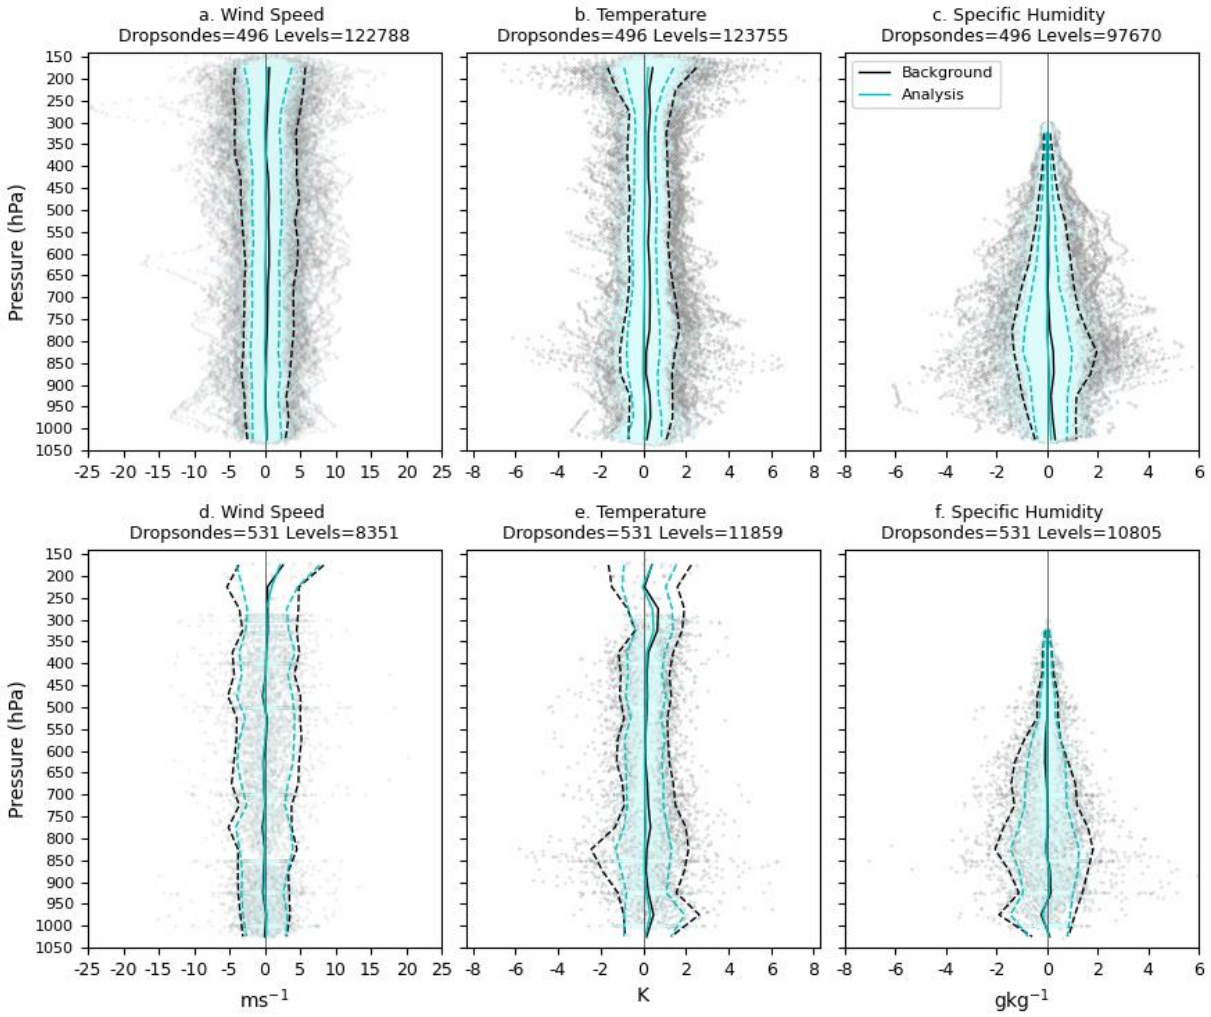 a. Wind Speed
Dropsondes=496 Levels=122788
b. Temperature
Dropsondes=496 Levels=123755
c. Specific Humidity
Dropsondes=496 Levels=97670
Background
Analysis
Pressure (hPa)
150
200
250
300
350
400
450
500
550
600
650
700
750
800
850
900
950
1000
1050
-25 -20 -15 -10 -5 0 5 10 15 20 25
-8 -6 -4 -2 0 2 4 6 8
-8 -6 -4 -2 0 2 4 6
d. Wind Speed
Dropsondes=531 Levels=8351
e. Temperature
Dropsondes=531 Levels=11859
f. Specific Humidity
Dropsondes=531 Levels=10805
Pressure (hPa)
150
200
250
300
350
400
450
500
550
600
650
700
750
800
850
900
950
1000
1050
-25 -20 -15 -10 -5 0 5 10 15 20 25
-8 -6 -4 -2 0 2 4 6 8
-8 -6 -4 -2 0 2 4 6
ms⁻¹
K
gkg⁻¹